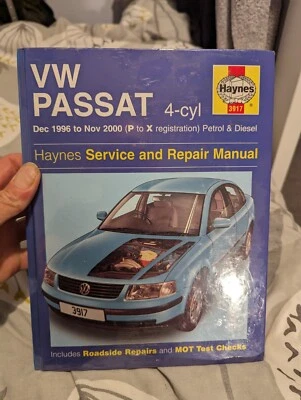 VW
PASSAT 4-cyl
Haynes
3917
Dec 1996 to Nov 2000 (P to X registration) Petrol & Diesel
Haynes Service and Repair Manual
3917
Includes Roadside Repairs and MOT Test Checks